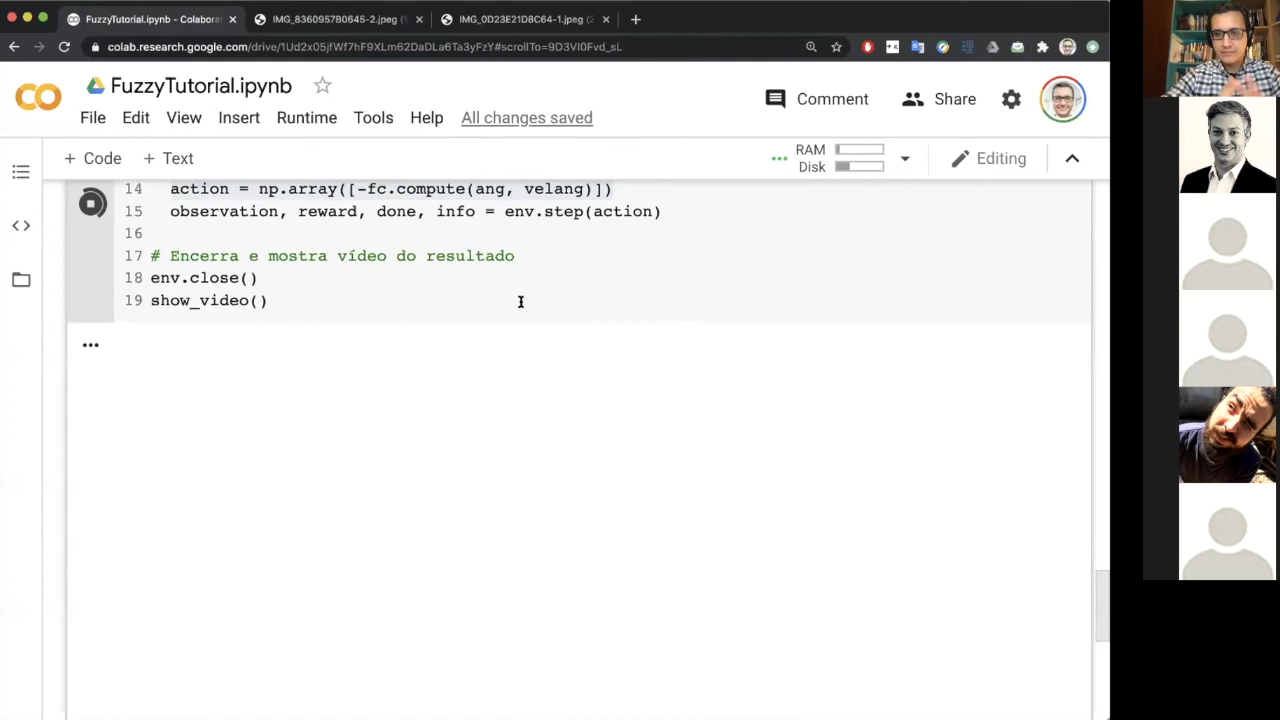 FuzzyTutorial.ipynb - Colabora
IMG_8360957B0645-2.jpeg (
IMG_0D23E21D8C64-1.jpeg (2
colab.research.google.com/drive/1Ud2x05jfWf7hF9XLm62DaDLa6Ta3yFzY#scrollTo=9D3VI0Fvd_sL
FuzzyTutorial.ipynb
Comment
Share
File Edit View Insert Runtime Tools Help All changes saved
+ Code + Text
RAM
Disk
Editing
14 action = np.array([-fc.compute(ang, velang)])
15 observation, reward, done, info = env.step(action)
16
17 # Encerra e mostra vídeo do resultado
18 env.close()
19 show_video()
...